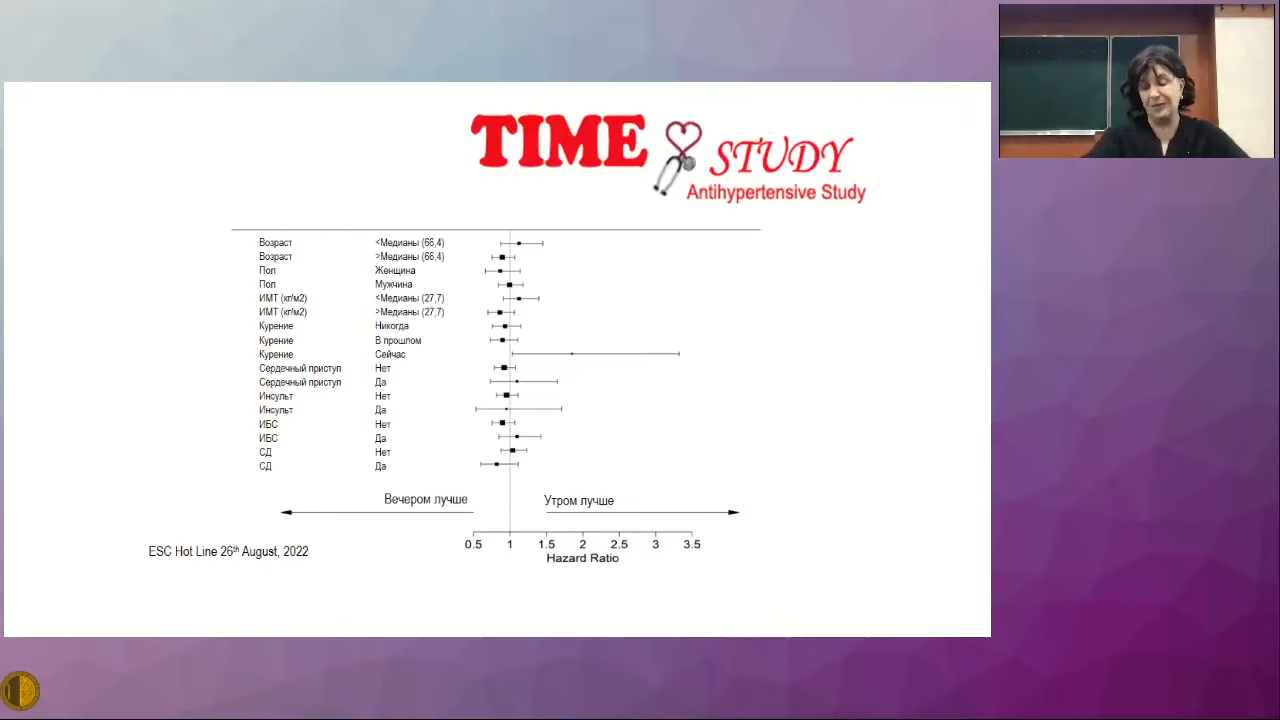 TIME STUDY
Antihypertensive Study
Возраст <Медианы (66,4)
Возраст >Медианы (66,4)
Пол Женщина
Пол Мужчина
ИМТ (кг/м2) <Медианы (27,7)
ИМТ (кг/м2) >Медианы (27,7)
Курение Никогда
Курение В прошлом
Курение Сейчас
Сердечный приступ Нет
Сердечный приступ Да
Инсульт Нет
Инсульт Да
ИБС Нет
ИБС Да
СД Нет
СД Да
Вечером лучше Утром лучше
0.5 1 1.5 2 2.5 3 3.5
Hazard Ratio
ESC Hot Line 26th August, 2022